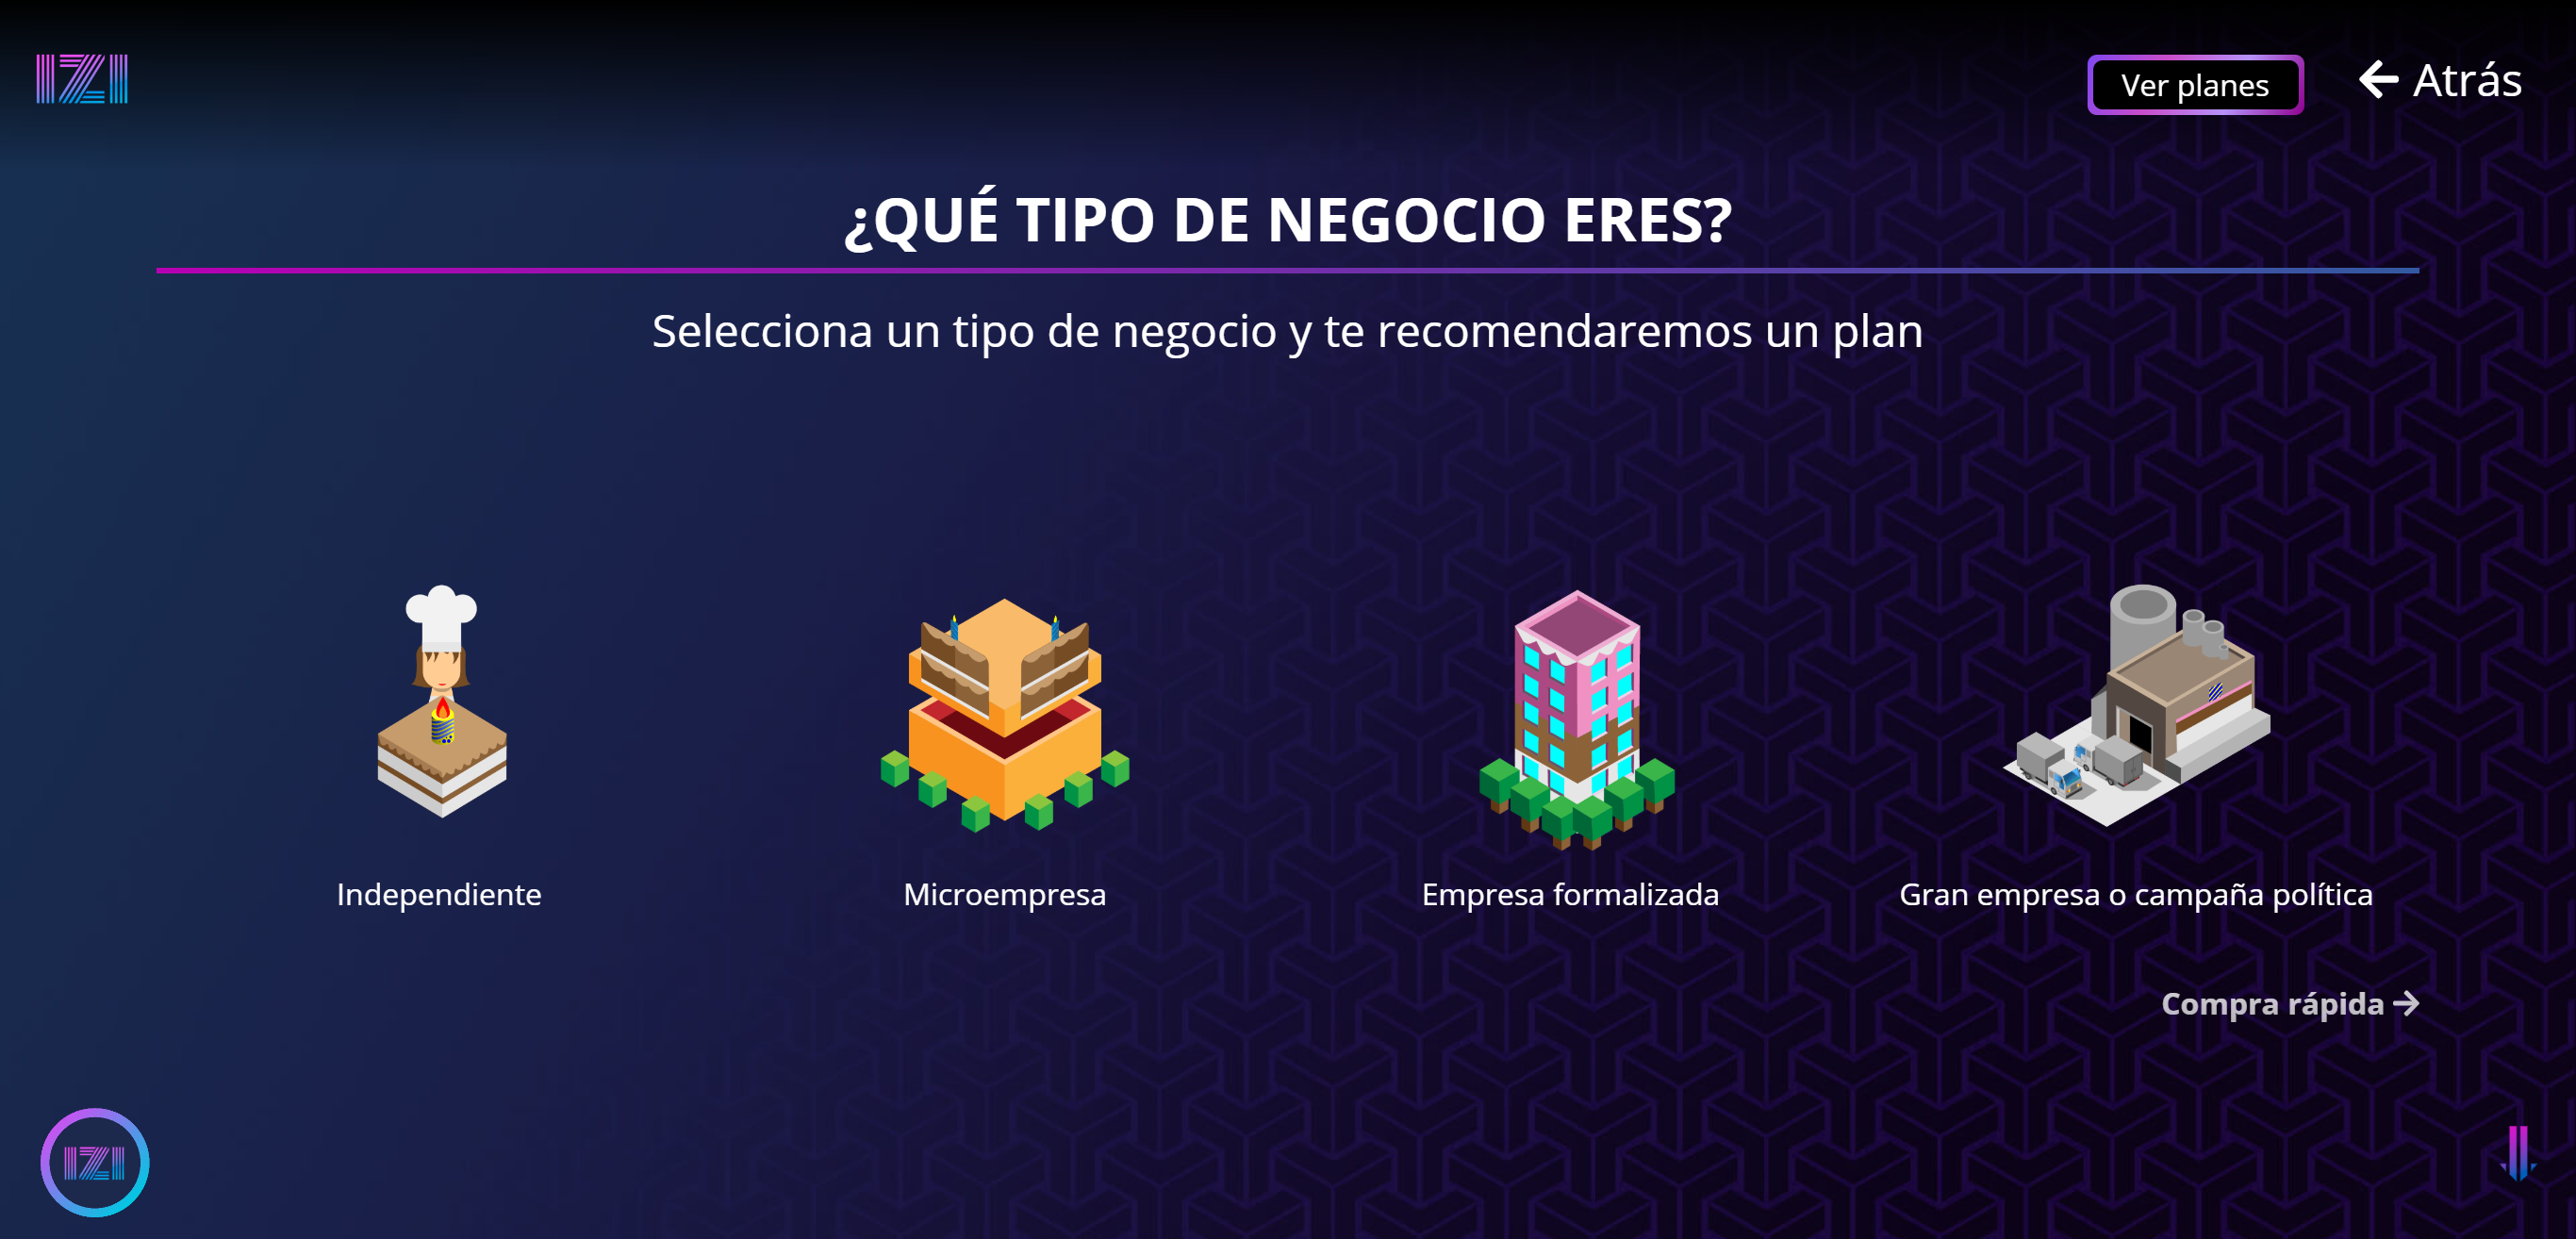 IZI
Ver planes
Atrás
¿QUÉ TIPO DE NEGOCIO ERES?
Selecciona un tipo de negocio y te recomendaremos un plan
Independiente
Microempresa
Empresa formalizada
Gran empresa o campaña política
Compra rápida
IZI